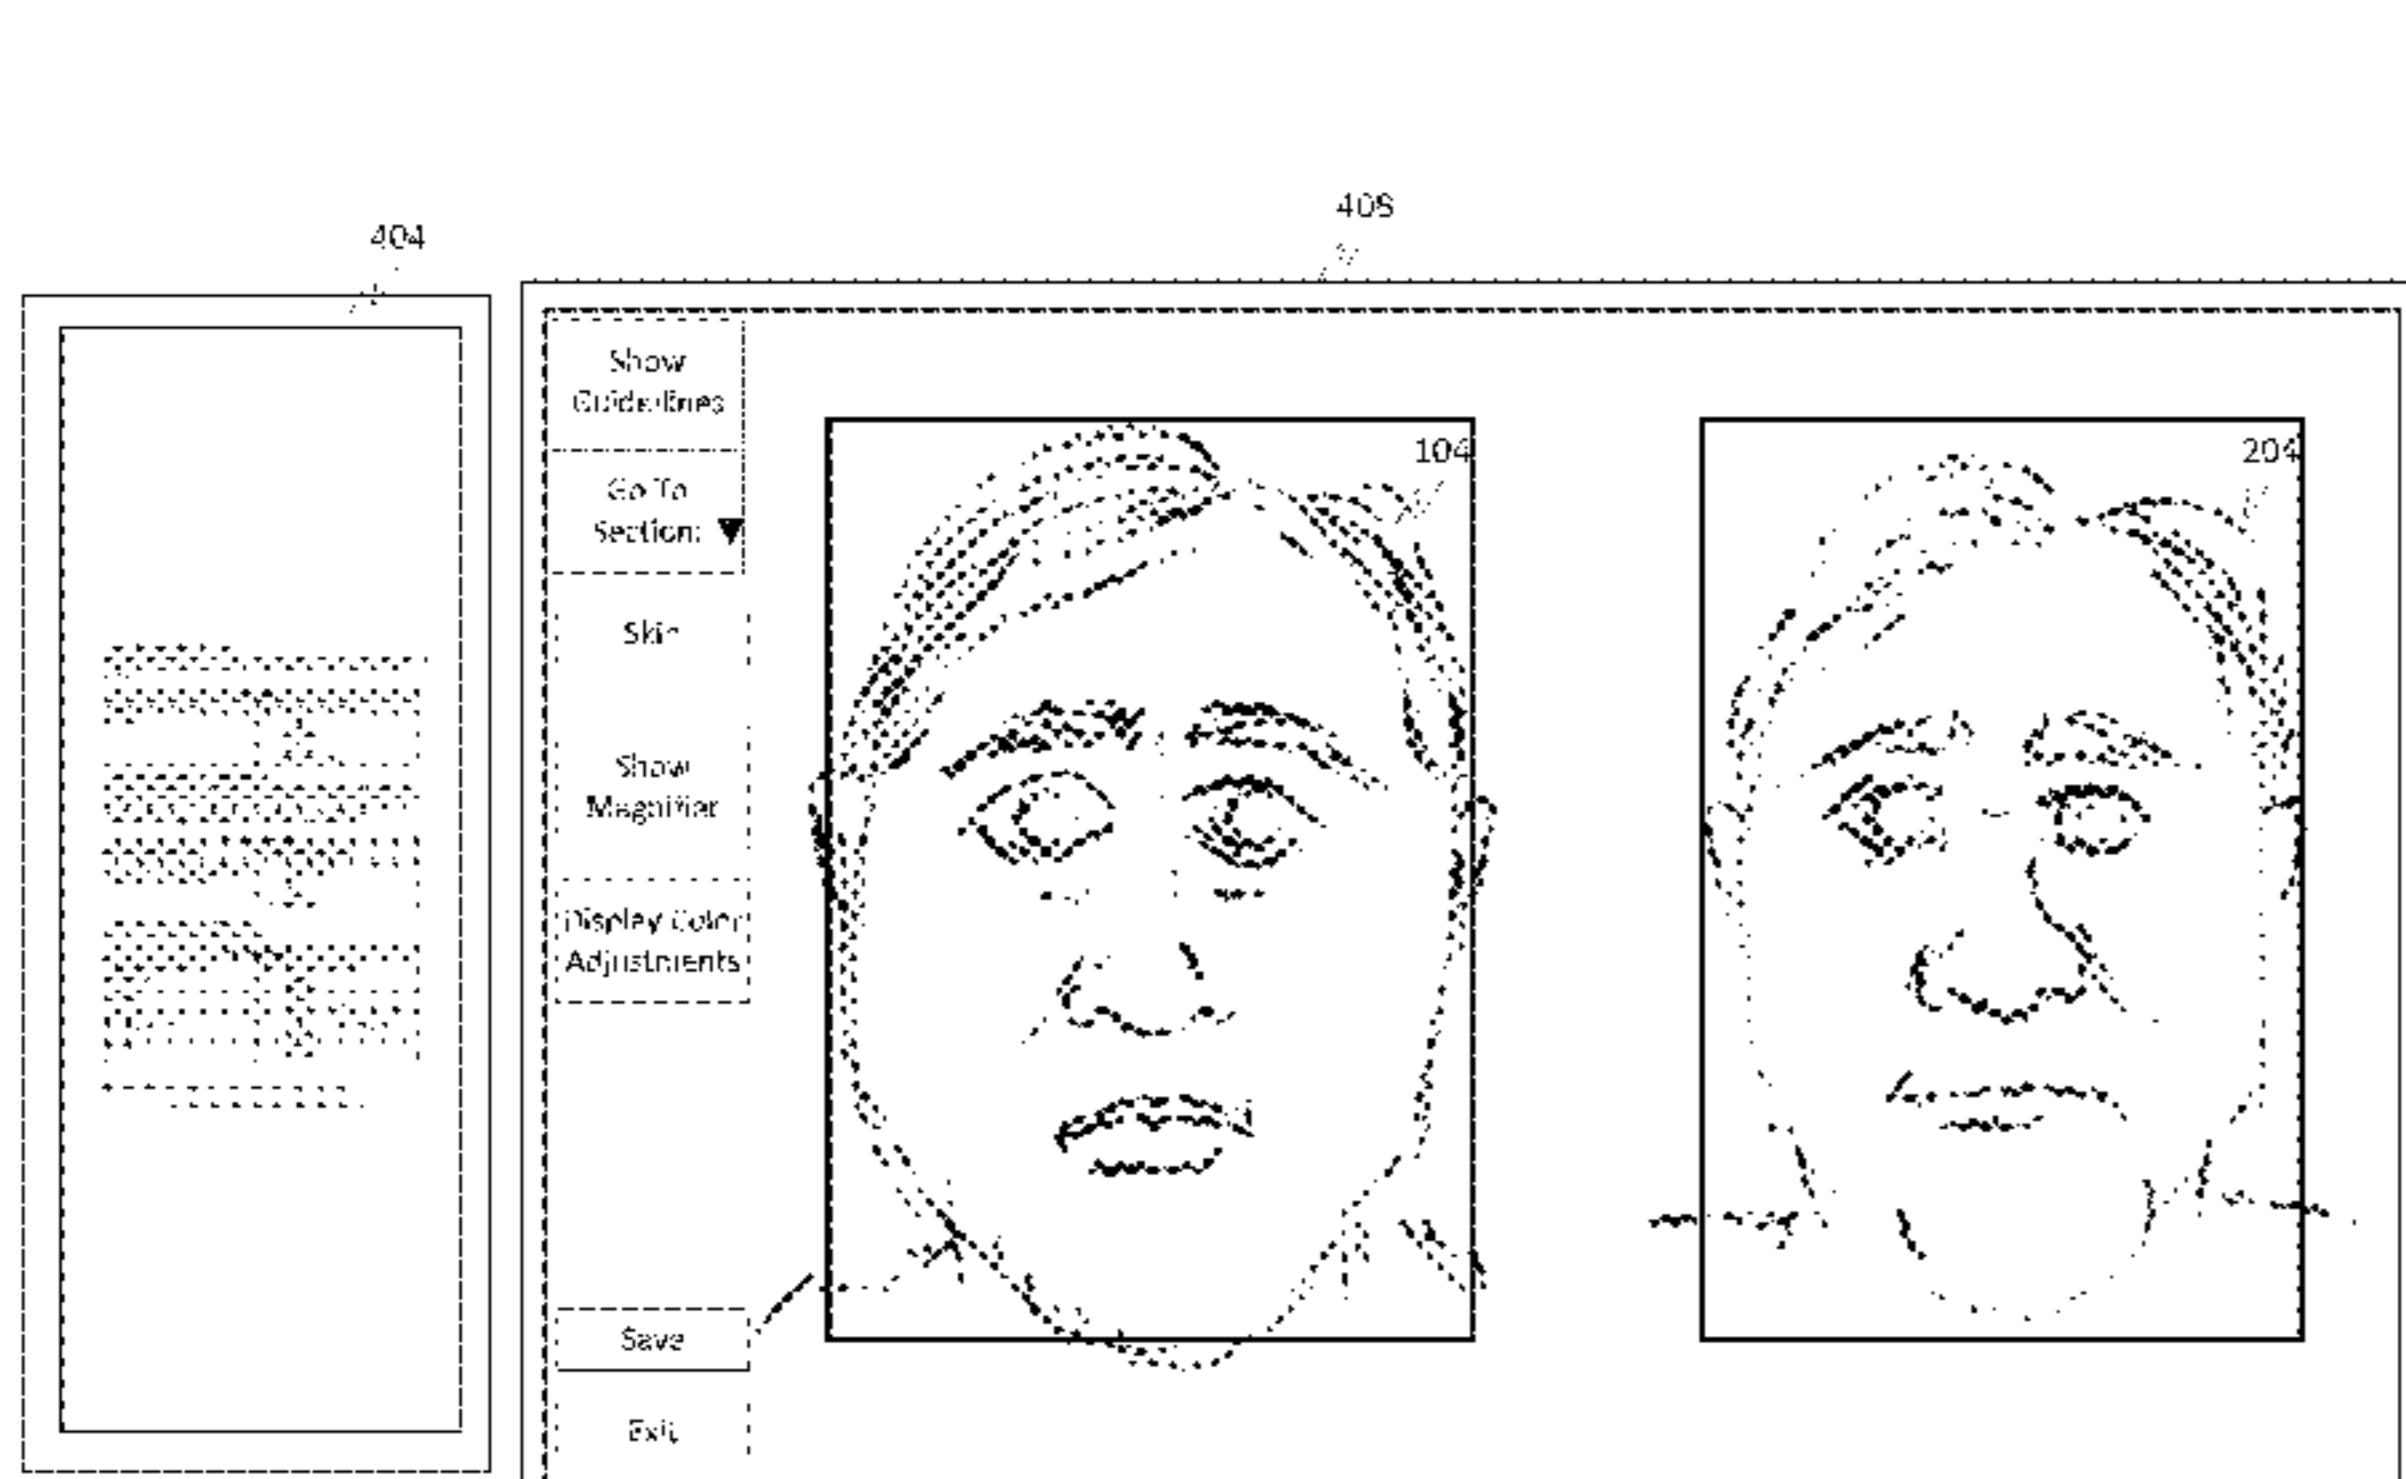 408
404
Show
Guidelines
104
204
Go To
Section:
Skin
Show
Magnifier
Display Color
Adjustments
Save
Exit